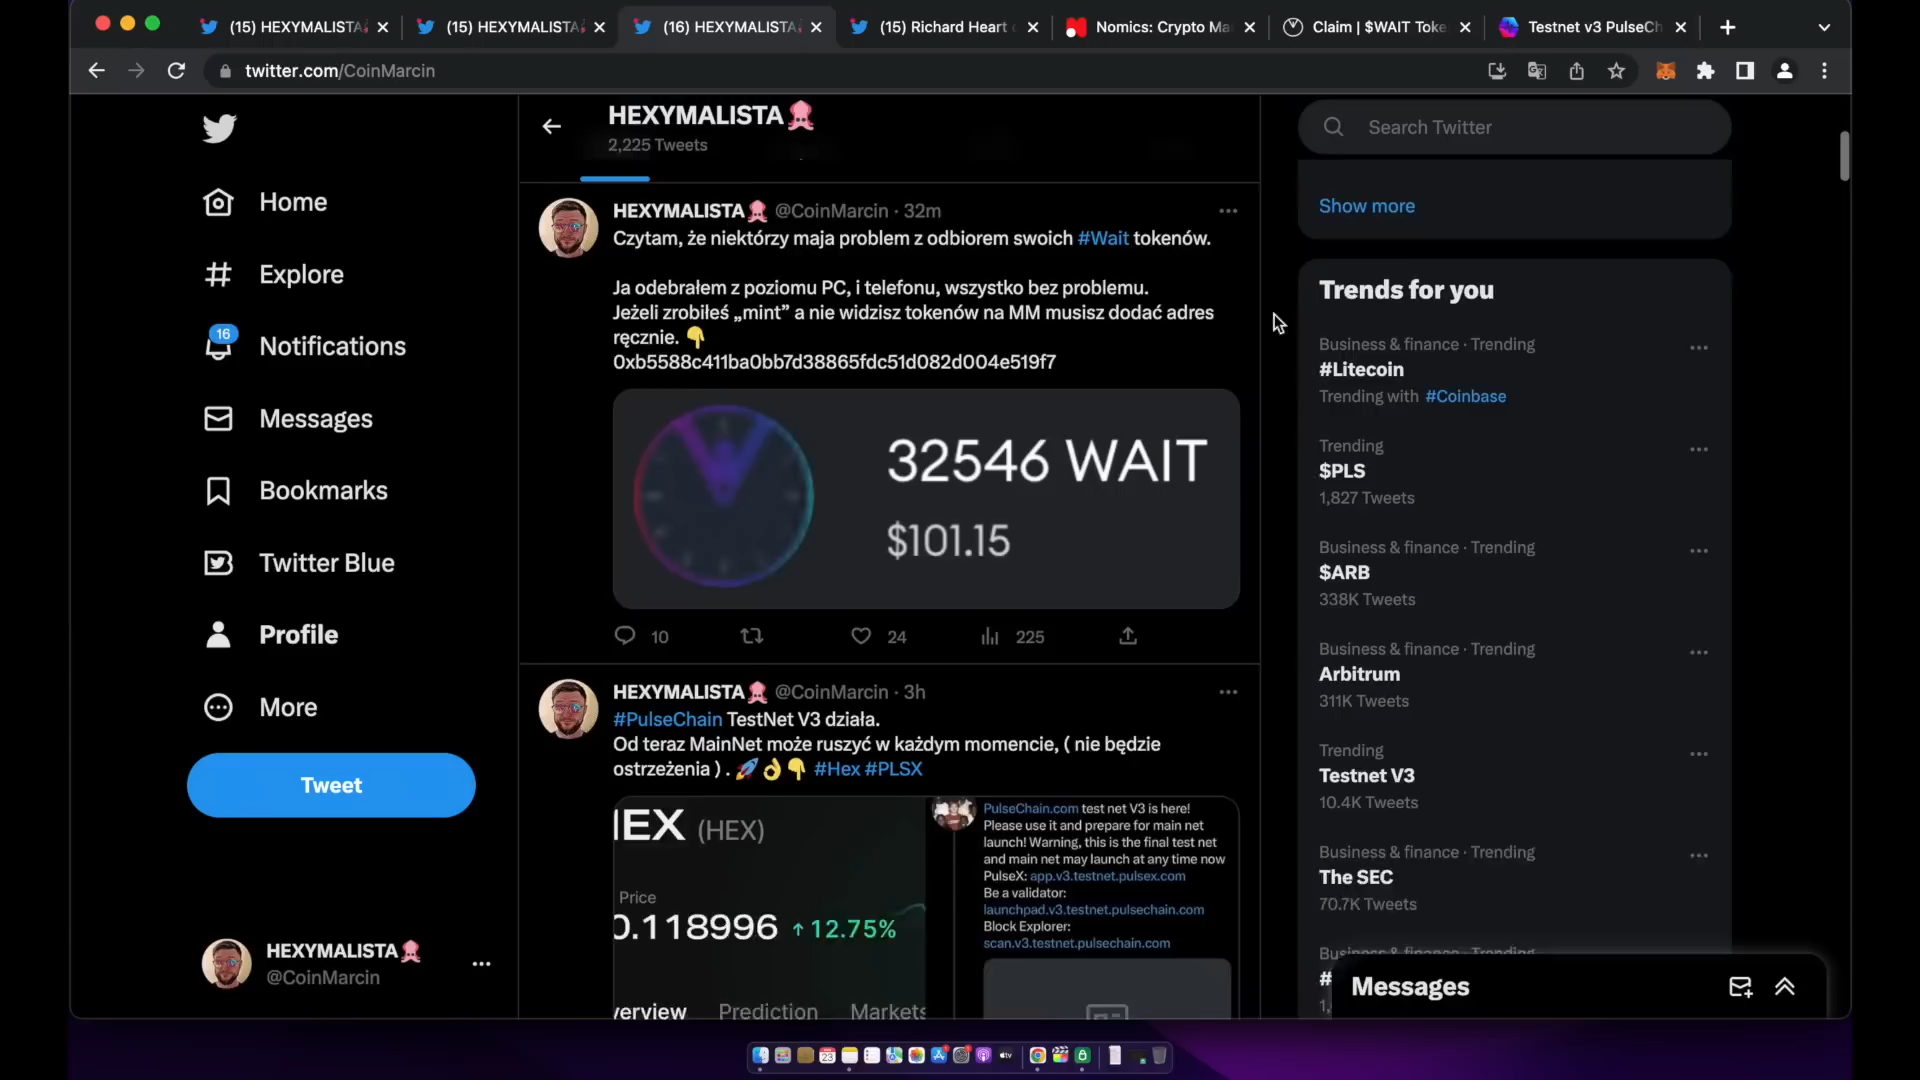 (15) HEXYMALISTA
(15) HEXYMALISTA
(16) HEXYMALISTA
(15) Richard Heart
Nomics: Crypto Ma
Claim | $WAIT Toke
Testnet v3 PulseCh
twitter.com/CoinMarcin
Home
Explore
16
Notifications
Messages
Bookmarks
Twitter Blue
Profile
More
Tweet
HEXYMALISTA🦑
@CoinMarcin
HEXYMALISTA🦑
2,225 Tweets
HEXYMALISTA🦑 @CoinMarcin · 32m
Czytam, że niektórzy maja problem z odbiorem swoich #Wait tokenów.
Ja odebrałem z poziomu PC, i telefonu, wszystko bez problemu.
Jeżeli zrobiłeś „mint” a nie widzisz tokenów na MM musisz dodać adres
ręcznie. 👇
0xb5588c411ba0bb7d38865fdc51d082d004e519f7
32546 WAIT
$101.15
10
24
225
HEXYMALISTA🦑 @CoinMarcin · 3h
#PulseChain TestNet V3 działa.
Od teraz MainNet może ruszyć w każdym momencie, ( nie będzie
ostrzeżenia ) . 🚀👌👇 #Hex #PLSX
IEX (HEX)
Price
0.118996 ↑ 12.75%
verview Prediction Markets
PulseChain.com test net V3 is here!
Please use it and prepare for main net
launch! Warning, this is the final test net
and main net may launch at any time now
PulseX: app.v3.testnet.pulsex.com
Be a validator:
launchpad.v3.testnet.pulsechain.com
Block Explorer:
scan.v3.testnet.pulsechain.com
Search Twitter
Show more
Trends for you
Business & finance · Trending
#Litecoin
Trending with #Coinbase
Trending
$PLS
1,827 Tweets
Business & finance · Trending
$ARB
338K Tweets
Business & finance · Trending
Arbitrum
311K Tweets
Trending
Testnet V3
10.4K Tweets
Business & finance · Trending
The SEC
70.7K Tweets
Business & finance · Trending
#
1,
Messages
23